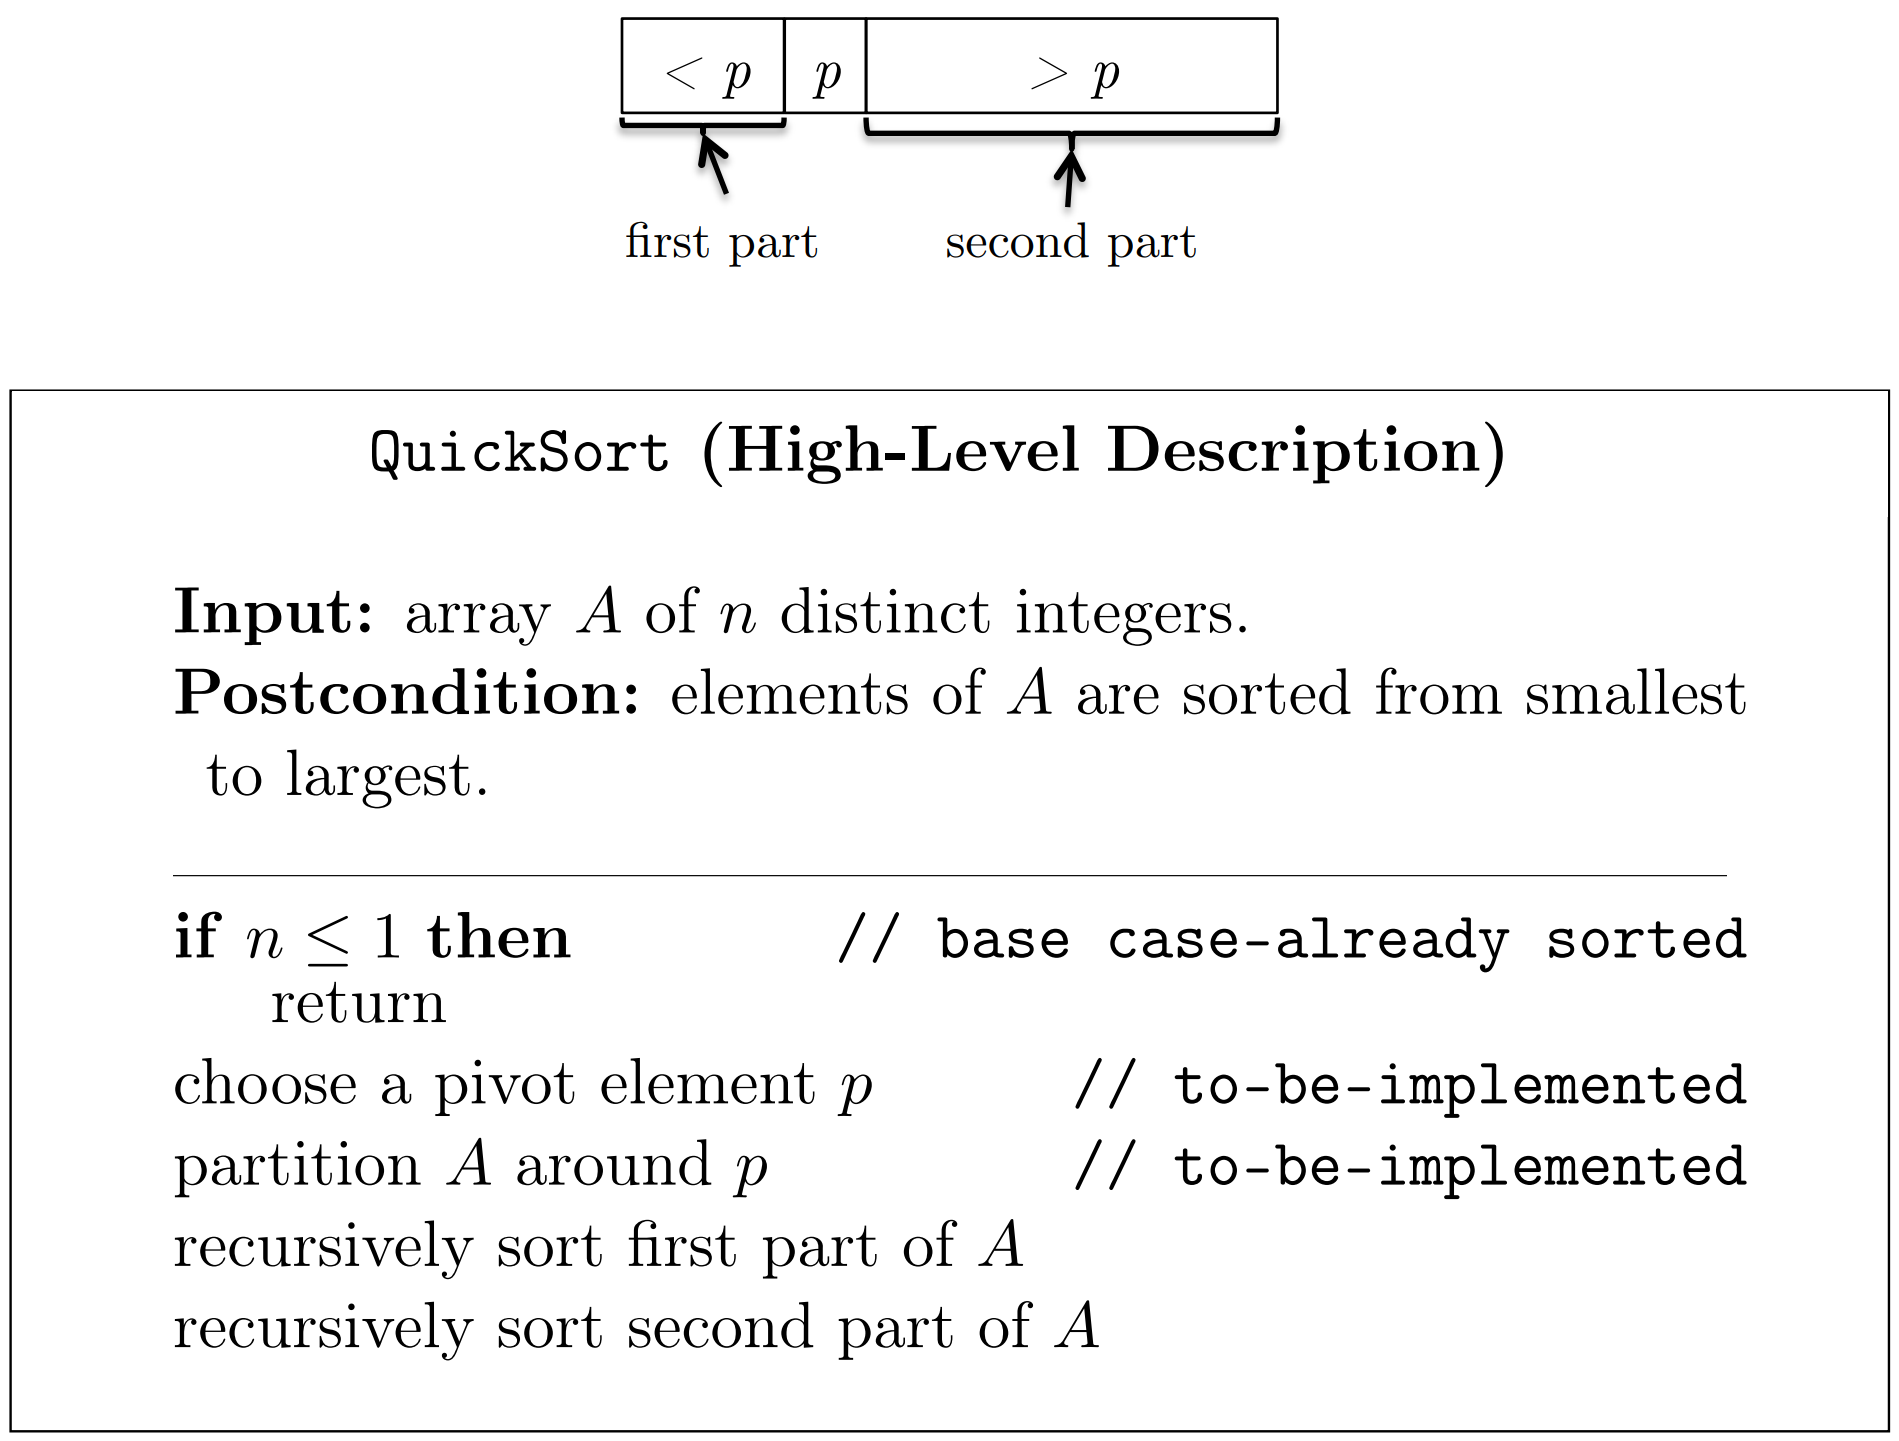 < p p > p
first part second part
QuickSort (High-Level Description)
Input: array A of n distinct integers.
Postcondition: elements of A are sorted from smallest
to largest.
if n ≤ 1 then // base case-already sorted
return
choose a pivot element p // to-be-implemented
partition A around p // to-be-implemented
recursively sort first part of A
recursively sort second part of A